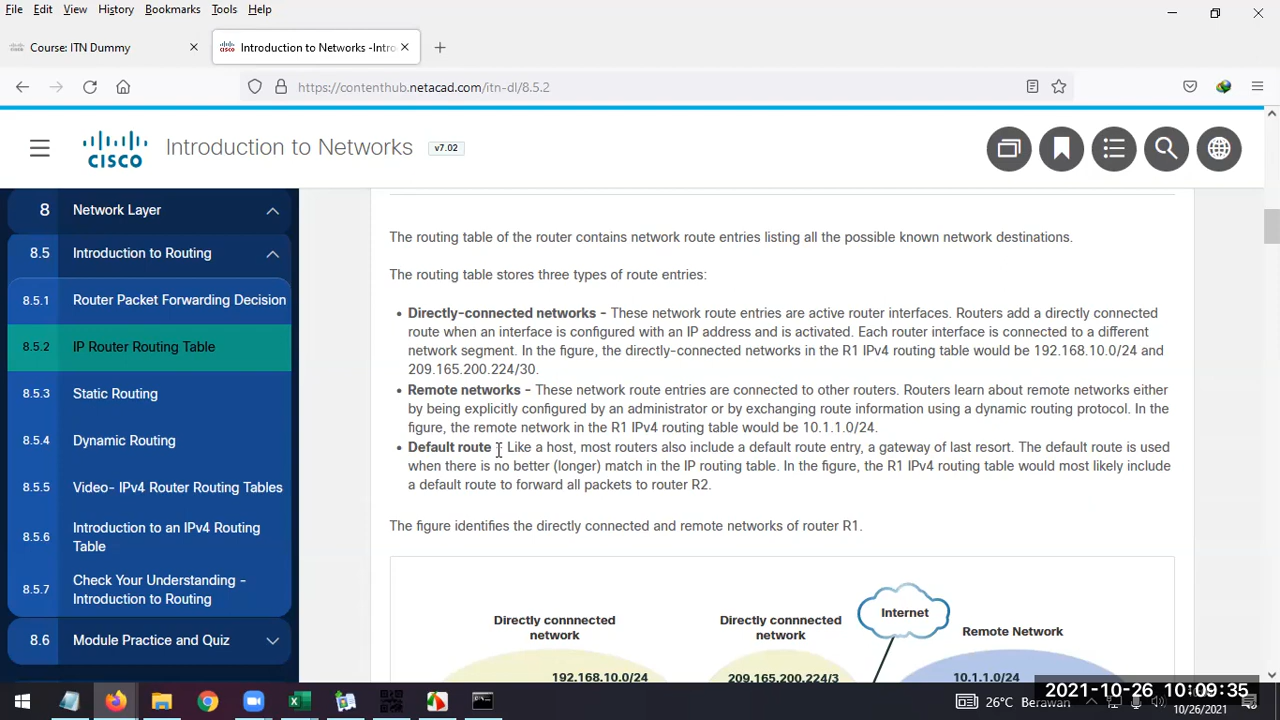 File Edit View History Bookmarks Tools Help
Course: ITN Dummy
Introduction to Networks -Intro
https://contenthub.netacad.com/itn-dl/8.5.2
CISCO
Introduction to Networks v7.02
8 Network Layer
8.5 Introduction to Routing
8.5.1 Router Packet Forwarding Decision
8.5.2 IP Router Routing Table
8.5.3 Static Routing
8.5.4 Dynamic Routing
8.5.5 Video- IPv4 Router Routing Tables
8.5.6 Introduction to an IPv4 Routing
Table
8.5.7 Check Your Understanding -
Introduction to Routing
8.6 Module Practice and Quiz
The routing table of the router contains network route entries listing all the possible known network destinations.
The routing table stores three types of route entries:
• Directly-connected networks - These network route entries are active router interfaces. Routers add a directly connected
route when an interface is configured with an IP address and is activated. Each router interface is connected to a different
network segment. In the figure, the directly-connected networks in the R1 IPv4 routing table would be 192.168.10.0/24 and
209.165.200.224/30.
• Remote networks - These network route entries are connected to other routers. Routers learn about remote networks either
by being explicitly configured by an administrator or by exchanging route information using a dynamic routing protocol. In the
figure, the remote network in the R1 IPv4 routing table would be 10.1.1.0/24.
• Default route - Like a host, most routers also include a default route entry, a gateway of last resort. The default route is used
when there is no better (longer) match in the IP routing table. In the figure, the R1 IPv4 routing table would most likely include
a default route to forward all packets to router R2.
The figure identifies the directly connected and remote networks of router R1.
Directly connnected
network
Directly connnected
network
Internet
Remote Network
192.168.10.0/24
209.165.200.224/3
10.1.1.0/24
26°C Berawan
2021-10-26 10:09:35
10/26/2021